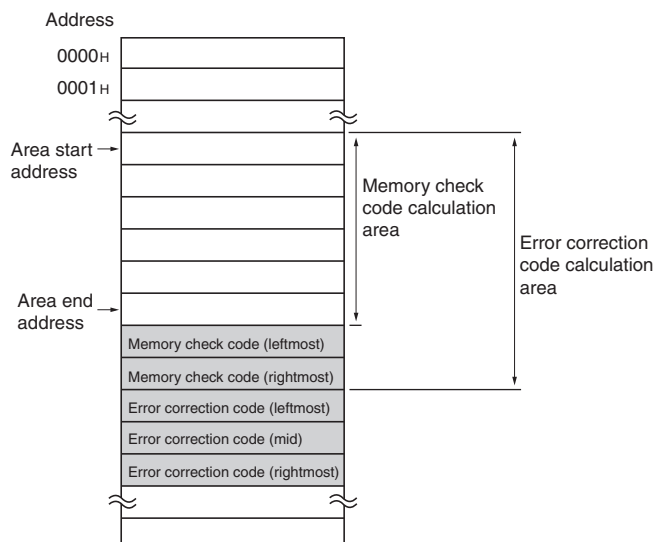 Address
0000H
0001H
Area start
address
Memory check
code calculation
area
Error correction
code calculation
area
Area end
address
Memory check code (leftmost)
Memory check code (rightmost)
Error correction code (leftmost)
Error correction code (mid)
Error correction code (rightmost)